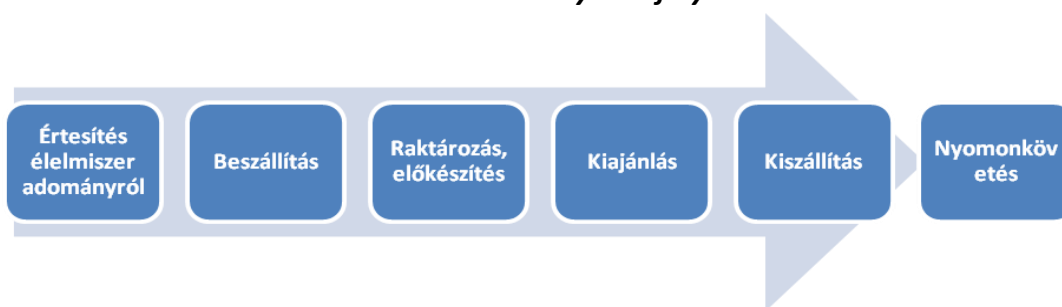 Értesítés
élelmiszer
adományról
Beszállítás
Raktározás,
előkészítés
Kiajánlás
Kiszállítás
Nyomonköv
etés